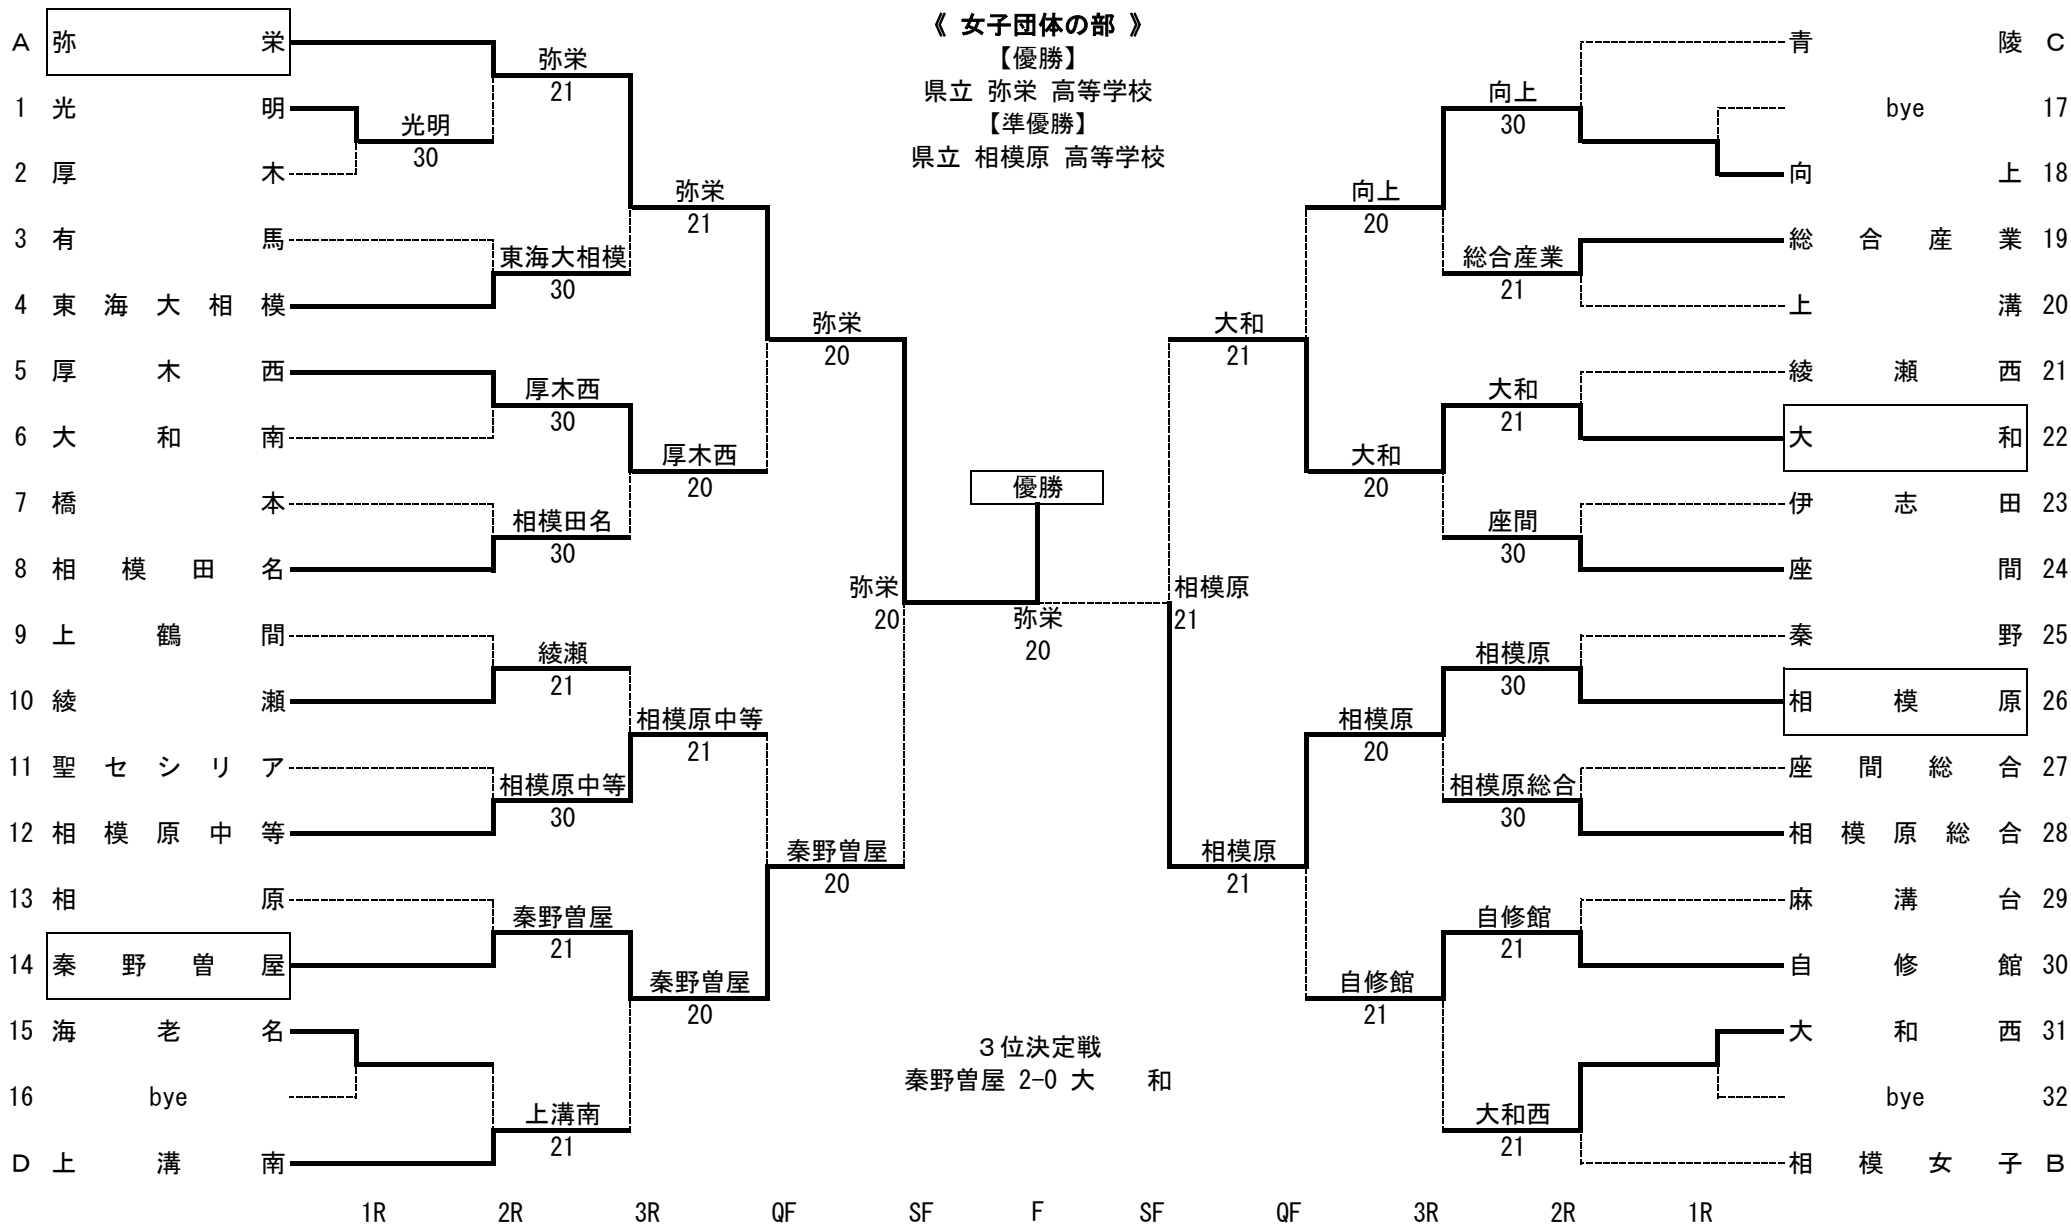 《 女子団体の部 》
【優勝】
県立 弥栄 高等学校
【準優勝】
県立 相模原 高等学校
A 弥栄
1 光明
2 厚木
3 有馬
4 東海大相模
5 厚木西
6 大和南
7 橋本
8 相模田名
9 上鶴間
10 綾瀬
11 聖セシリア
12 相模原中等
13 相原
14 秦野曽屋
15 海老名
16 bye
D 上溝南
光明
30
弥栄
21
東海大相模
30
厚木西
30
相模田名
30
綾瀬
21
相模原中等
30
秦野曽屋
21
上溝南
21
弥栄
21
厚木西
20
相模原中等
21
秦野曽屋
20
弥栄
20
秦野曽屋
20
弥栄
20
優勝
弥栄
20
相模原
21
大和
21
相模原
21
向上
20
大和
20
相模原
20
自修館
21
向上
30
総合産業
21
大和
21
座間
30
相模原
30
相模原総合
30
自修館
21
大和西
21
青陵 C
bye 17
向上 18
総合産業 19
上溝 20
綾瀬西 21
大和 22
伊志田 23
座間 24
秦野 25
相模原 26
座間総合 27
相模原総合 28
麻溝台 29
自修館 30
大和西 31
bye 32
相模女子 B
３位決定戦
秦野曽屋 2-0 大 和
1R 2R 3R QF SF F SF QF 3R 2R 1R